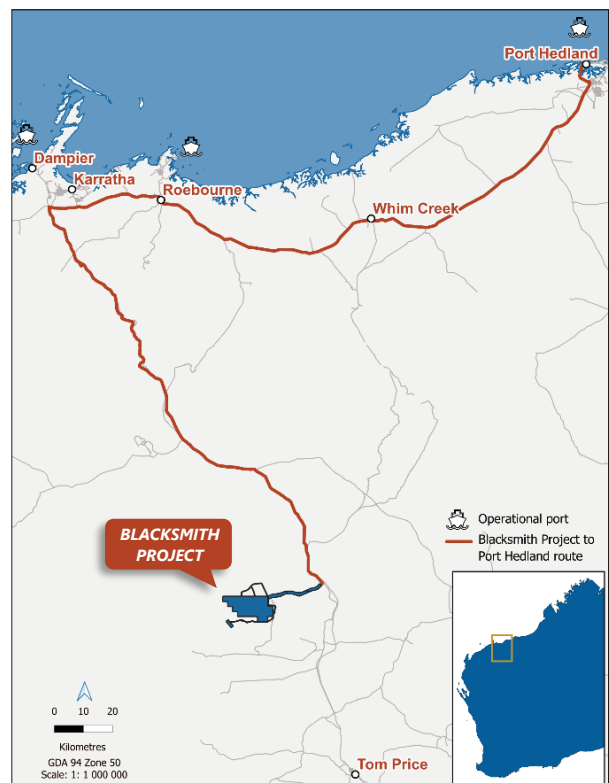 Port Hedland
Dampier
Karratha
Roebourne
Whim Creek
BLACKSMITH
PROJECT
Operational port
Blacksmith Project to
Port Hedland route
0 10 20
Kilometres
GDA 94 Zone 50
Scale: 1: 1 000 000
Tom Price